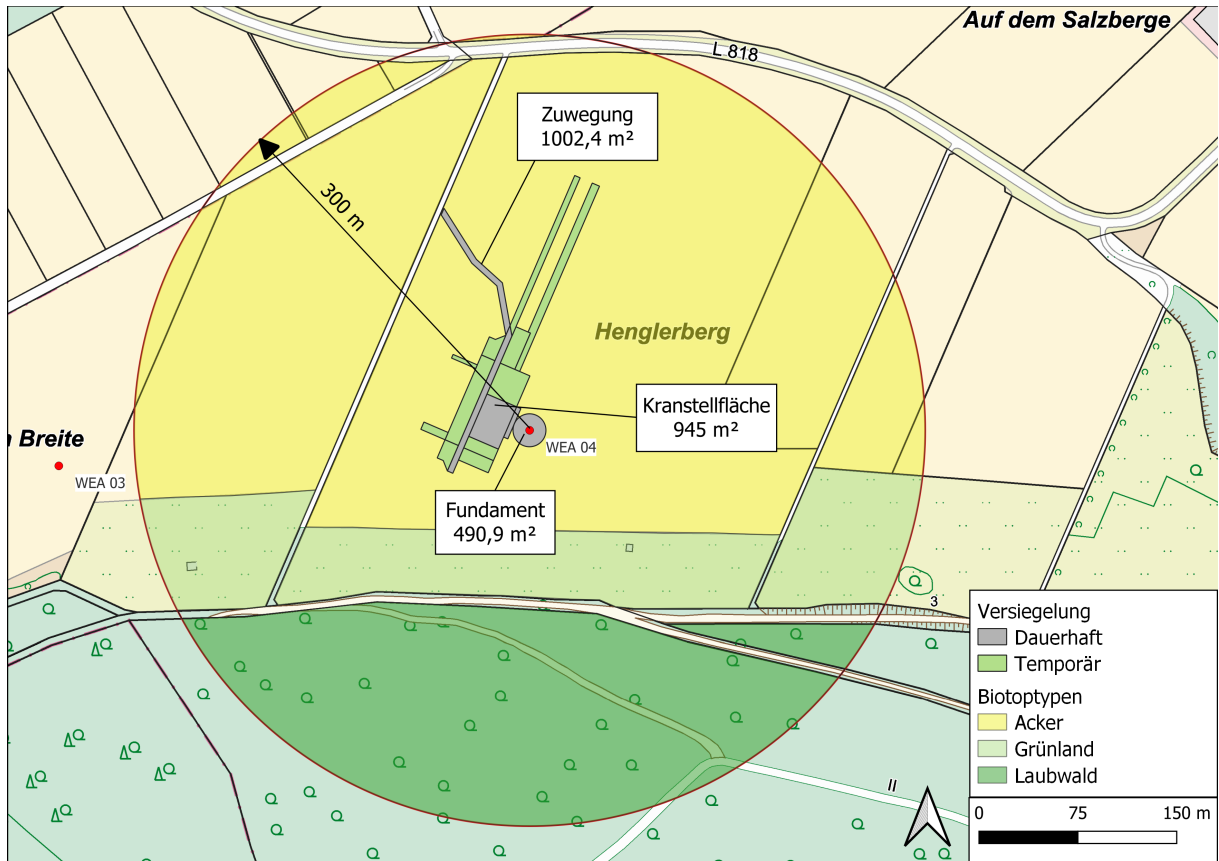 Auf dem Salzberge
L 818
Zuwegung
1002,4 m²
300 m
Henglerberg
Kranstellfläche
945 m²
n Breite
WEA 04
WEA 03
Fundament
490,9 m²
3
II
Versiegelung
Dauerhaft
Temporär
Biotoptypen
Acker
Grünland
Laubwald
0 75 150 m